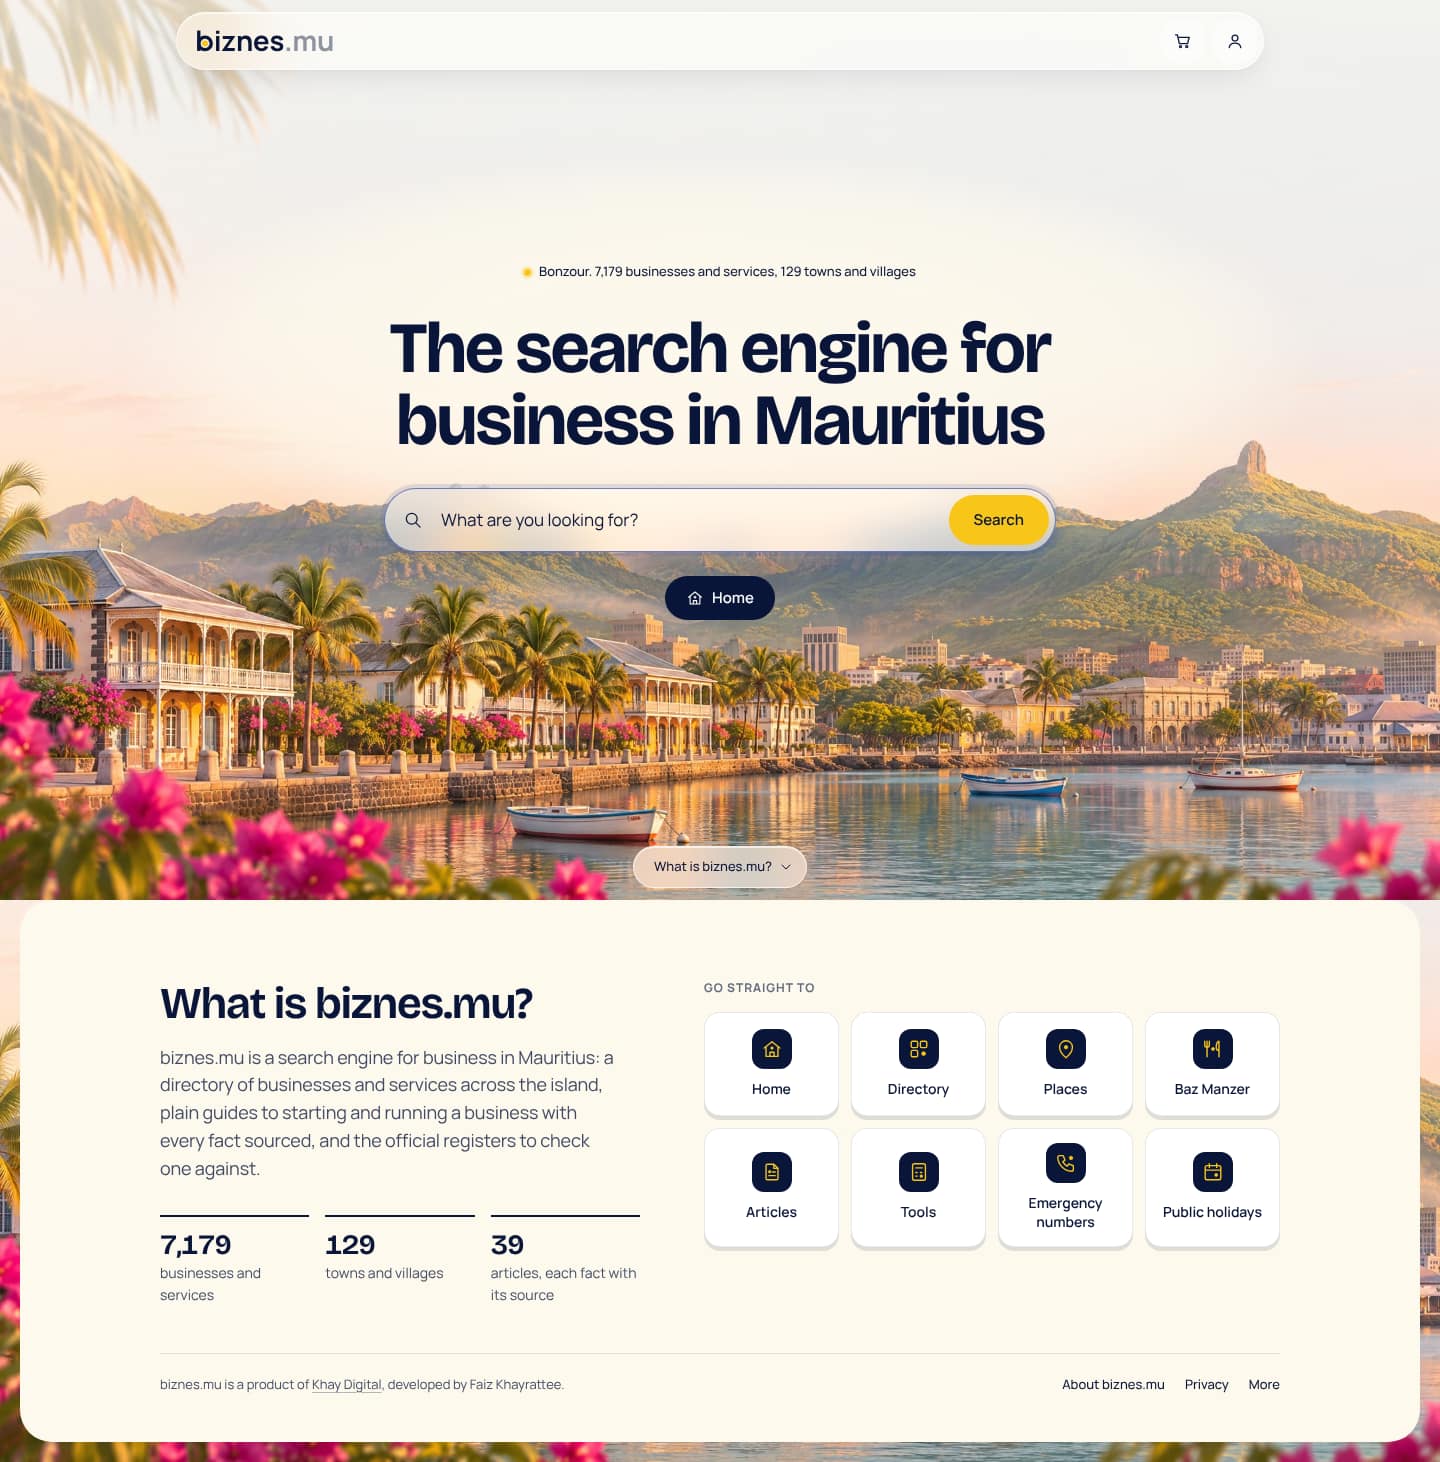 biznes.mu
Bonzour. 7,179 businesses and services, 129 towns and villages
The search engine for
business in Mauritius
What are you looking for?
Search
Home
What is biznes.mu?
What is biznes.mu?
biznes.mu is a search engine for business in Mauritius: a
directory of businesses and services across the island,
plain guides to starting and running a business with
every fact sourced, and the official registers to check
one against.
7,179
businesses and
services
129
towns and villages
39
articles, each fact with
its source
GO STRAIGHT TO
Home
Directory
Places
Baz Manzer
Articles
Tools
Emergency
numbers
Public holidays
biznes.mu is a product of Khay Digital, developed by Faiz Khayrattee.
About biznes.mu
Privacy
More